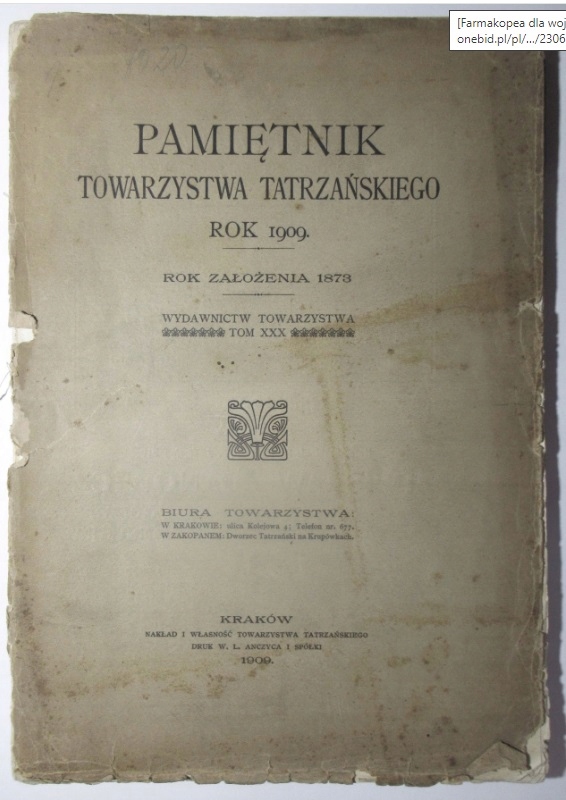 [Farmakopea dla woj
onebid.pl/pl/.../2306
PAMIĘTNIK
TOWARZYSTWA TATRZAŃSKIEGO
ROK 1909.
ROK ZAŁOŻENIA 1873
WYDAWNICTW TOWARZYSTWA
TOM XXX
BIURA TOWARZYSTWA:
W KRAKOWIE: ulica Kolejowa 4; Telefon nr. 677.
W ZAKOPANEM: Dworzec Tatrzański na Krupówkach.
KRAKÓW
NAKŁAD I WŁASNOŚĆ TOWARZYSTWA TATRZAŃSKIEGO
DRUK W. L. ANCZYCA I SPÓŁKI
1909.